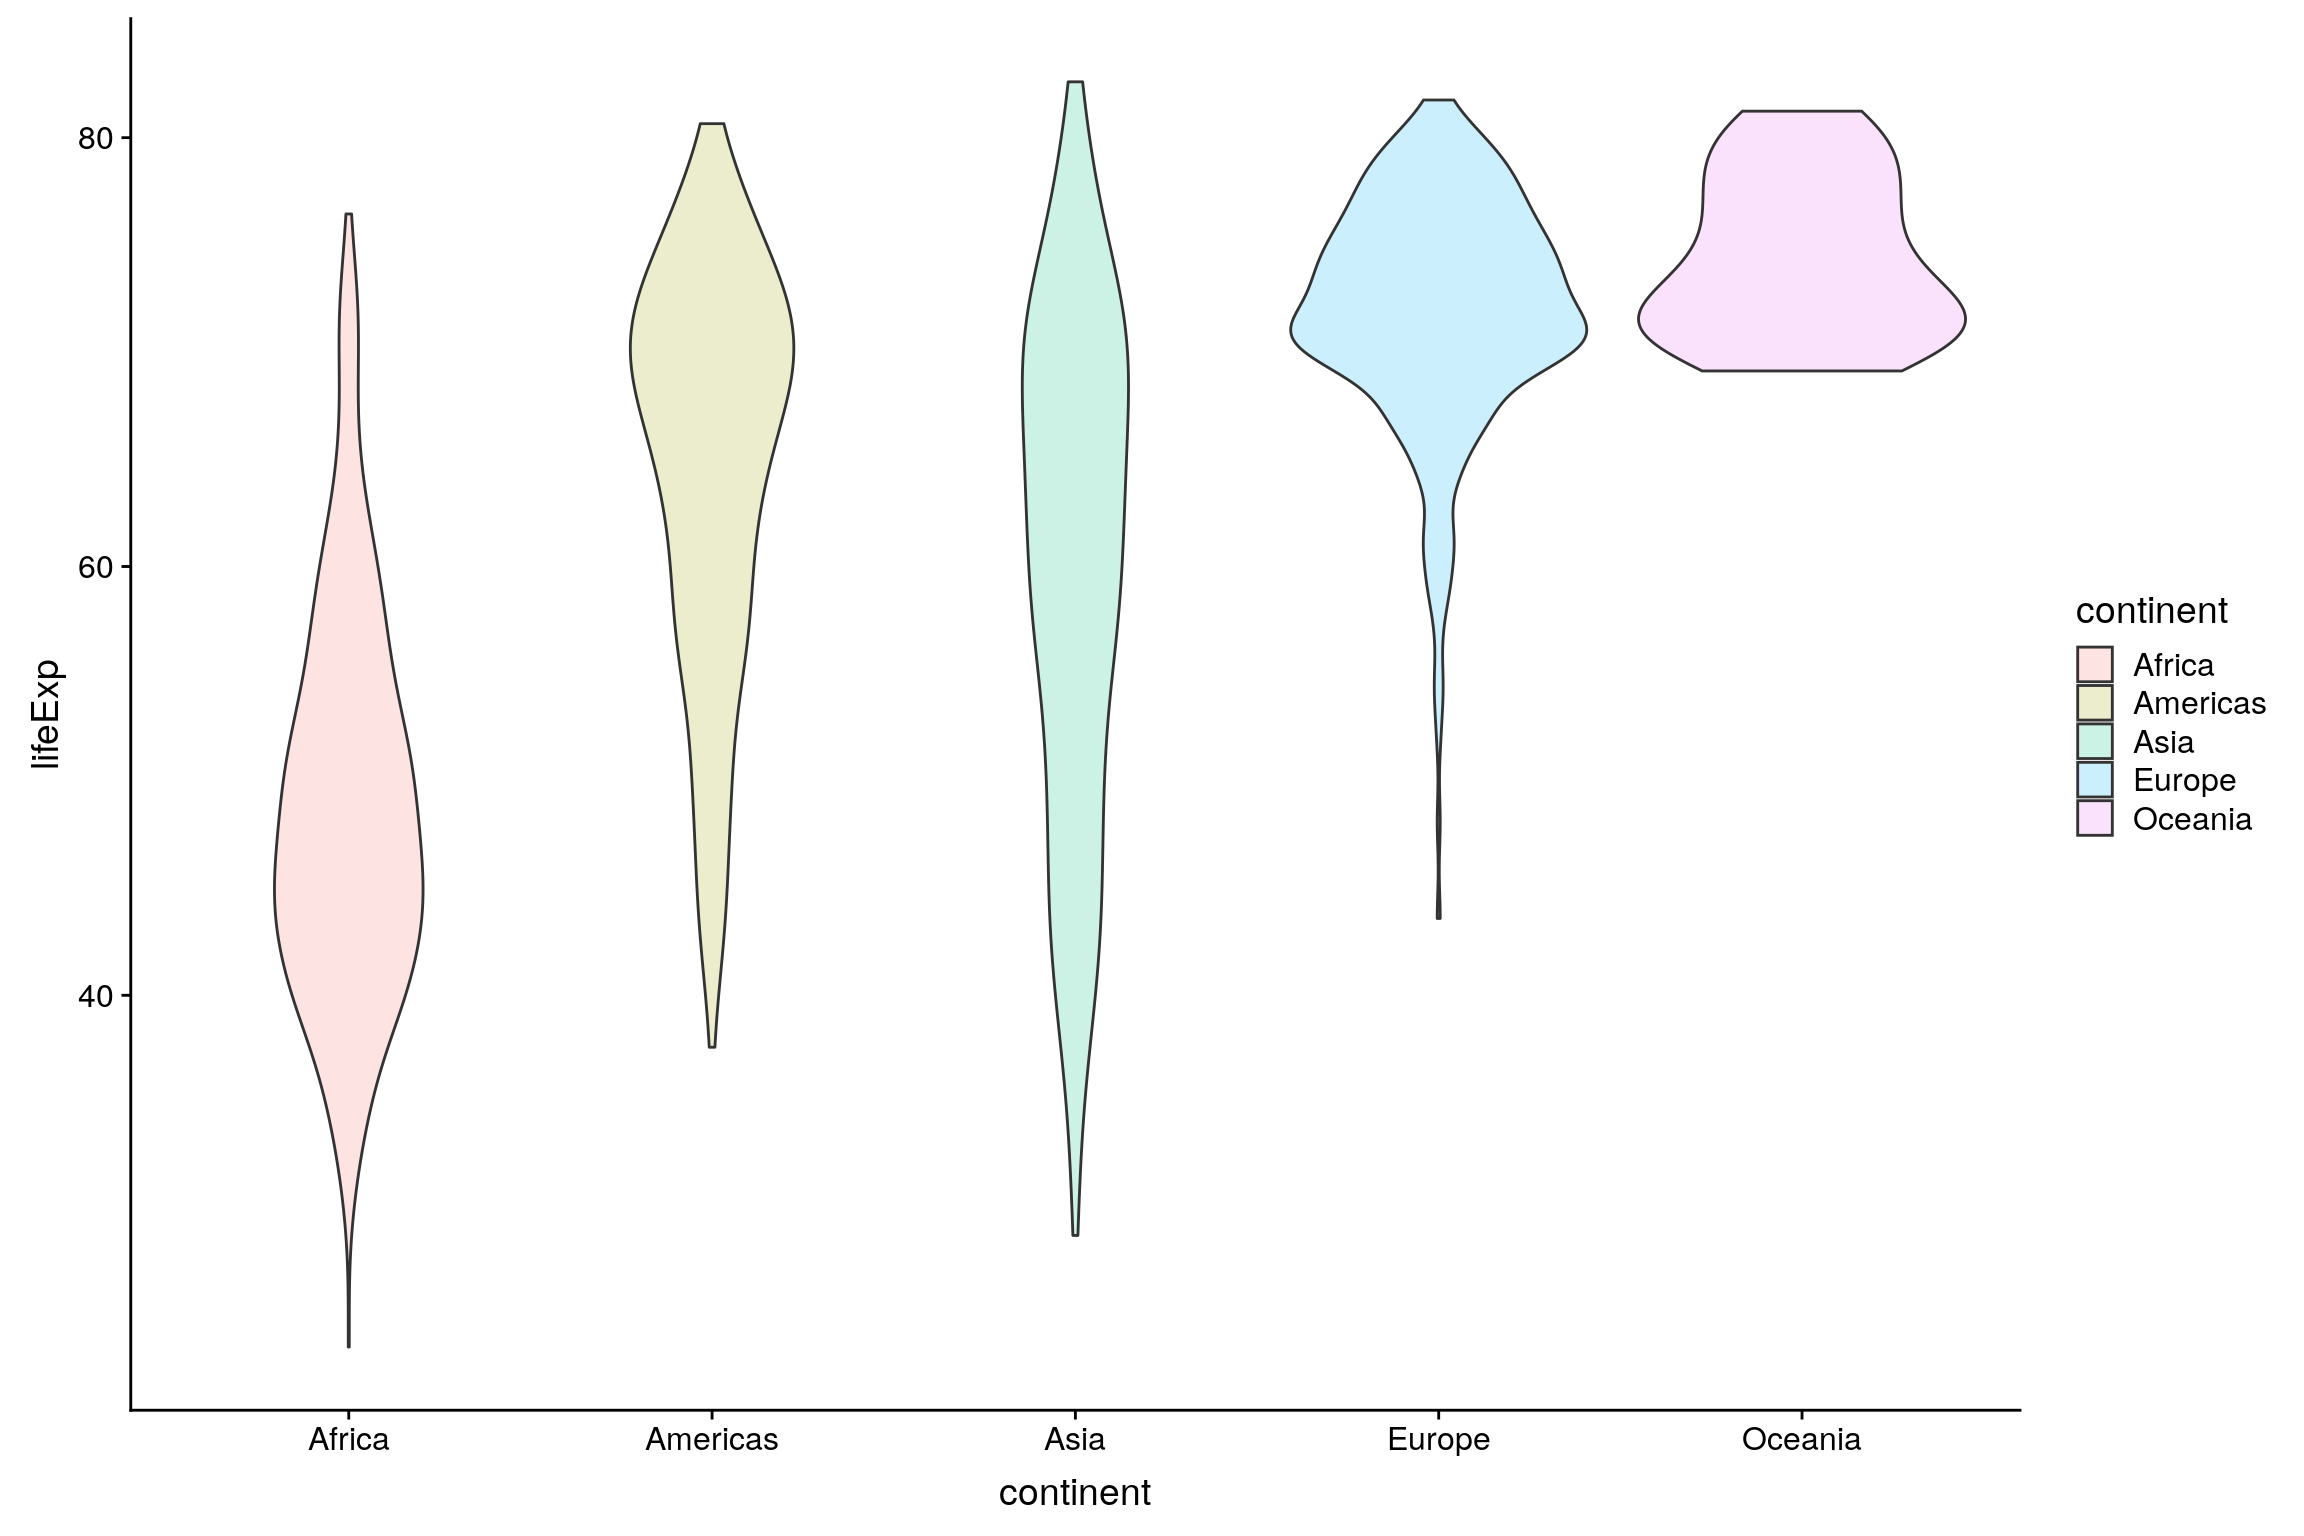 80
60
40
lifeExp
Africa
Americas
Asia
Europe
Oceania
continent
continent
Africa
Americas
Asia
Europe
Oceania